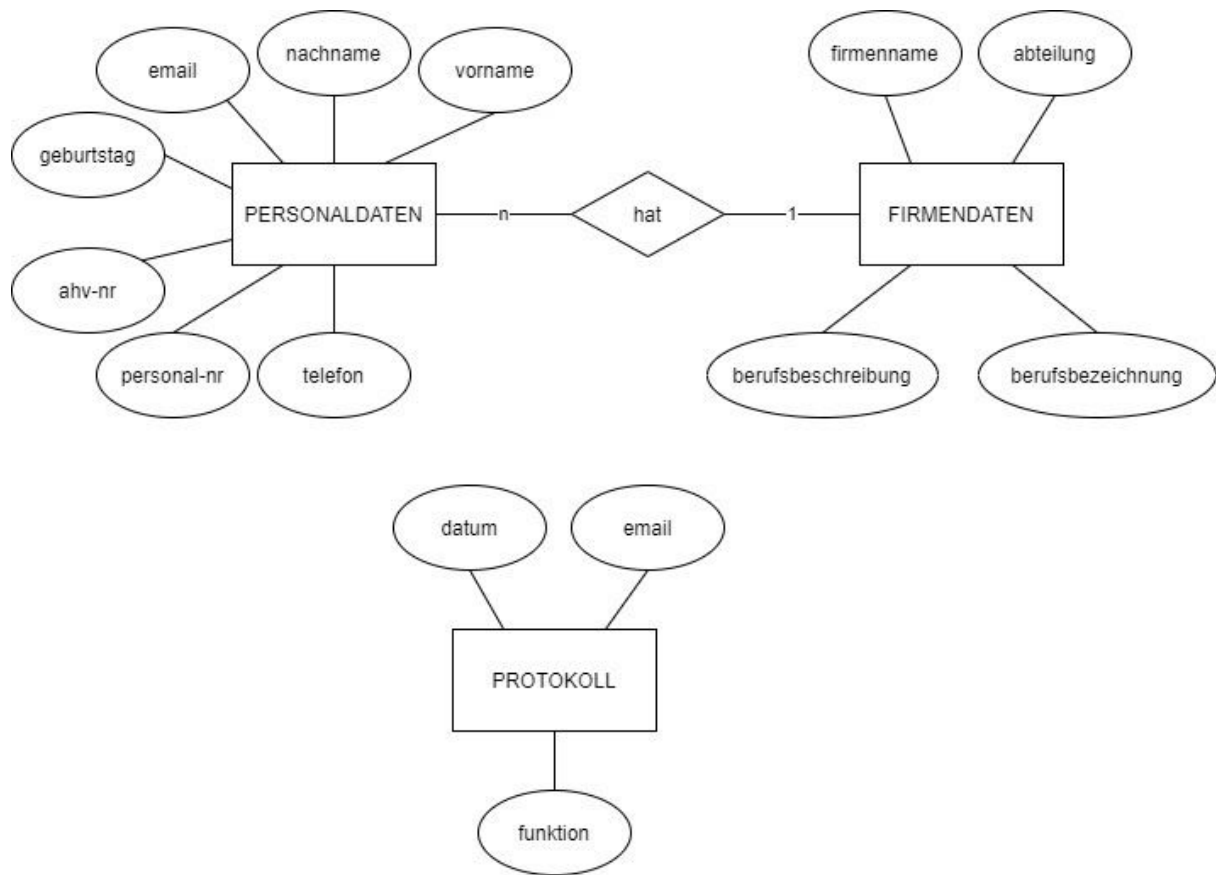 nachname
email
vorname
firmenname
abteilung
geburtstag
PERSONALDATEN
n
hat
1
FIRMENDATEN
ahv-nr
personal-nr
telefon
berufsbeschreibung
berufsbezeichnung
datum
email
PROTOKOLL
funktion